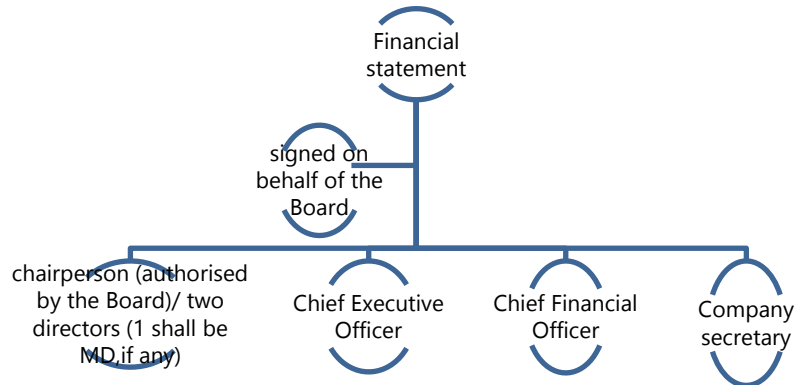 Financial
statement
signed on
behalf of the
Board
chairperson (authorised
by the Board)/ two
directors (1 shall be
MD,if any)
Chief Executive
Officer
Chief Financial
Officer
Company
secretary